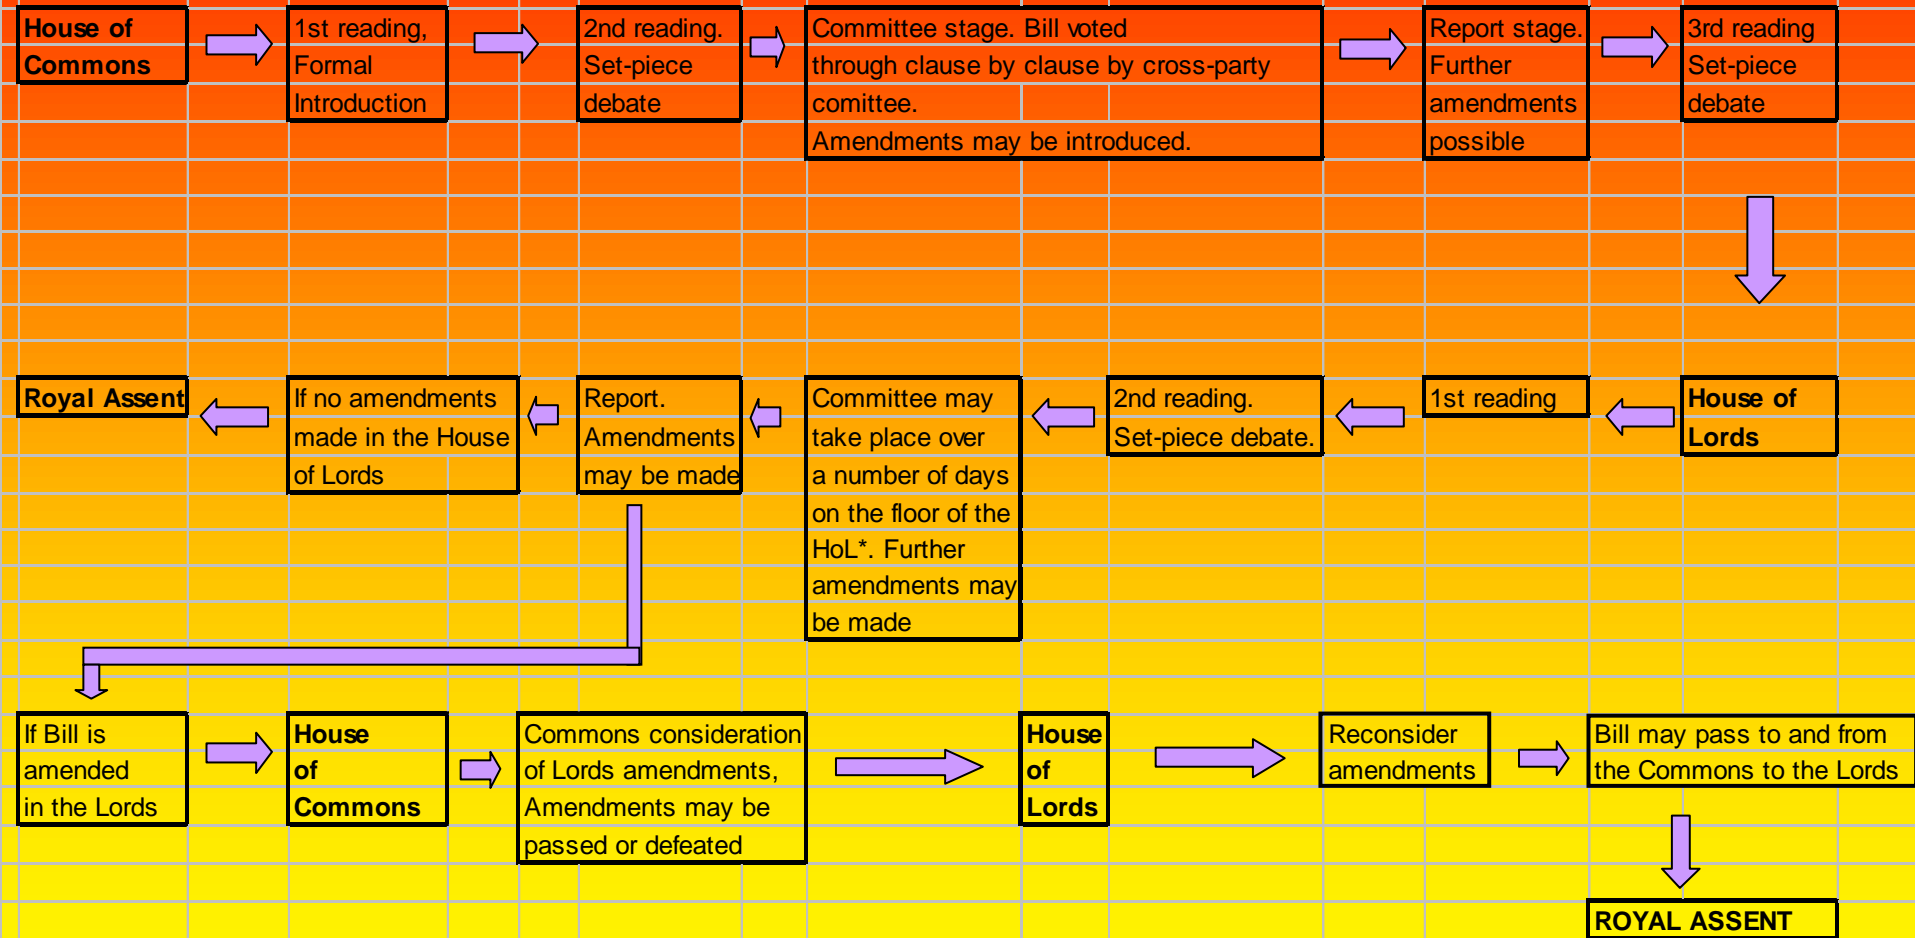 House of
Commons
1st reading,
Formal
Introduction
2nd reading.
Set-piece
debate
Committee stage. Bill voted
through clause by clause by cross-party
comittee.
Amendments may be introduced.
Report stage.
Further
amendments
possible
3rd reading
Set-piece
debate
House of
Lords
1st reading
2nd reading.
Set-piece debate.
Committee may
take place over
a number of days
on the floor of the
HoL*. Further
amendments may
be made
Report.
Amendments
may be made
If no amendments
made in the House
of Lords
Royal Assent
If Bill is
amended
in the Lords
House
of
Commons
Commons consideration
of Lords amendments,
Amendments may be
passed or defeated
House
of
Lords
Reconsider
amendments
Bill may pass to and from
the Commons to the Lords
ROYAL ASSENT